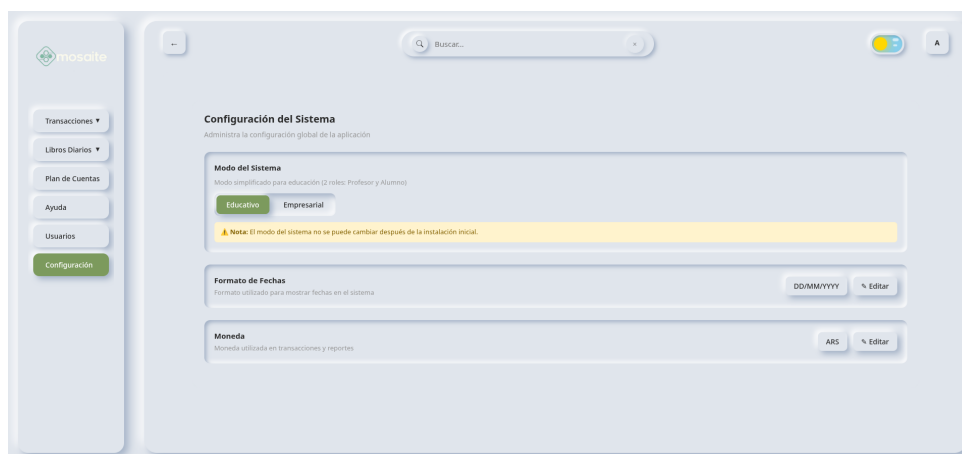 mosaite
←
Buscar...
×
A
Transacciones ▼
Libros Diarios ▼
Plan de Cuentas
Ayuda
Usuarios
Configuración
Configuración del Sistema
Administra la configuración global de la aplicación
Modo del Sistema
Modo simplificado para educación (2 roles: Profesor y Alumno)
Educativo Empresarial
⚠ Nota: El modo del sistema no se puede cambiar después de la instalación inicial.
Formato de Fechas
Formato utilizado para mostrar fechas en el sistema
DD/MM/YYYY ✎ Editar
Moneda
Moneda utilizada en transacciones y reportes
ARS ✎ Editar